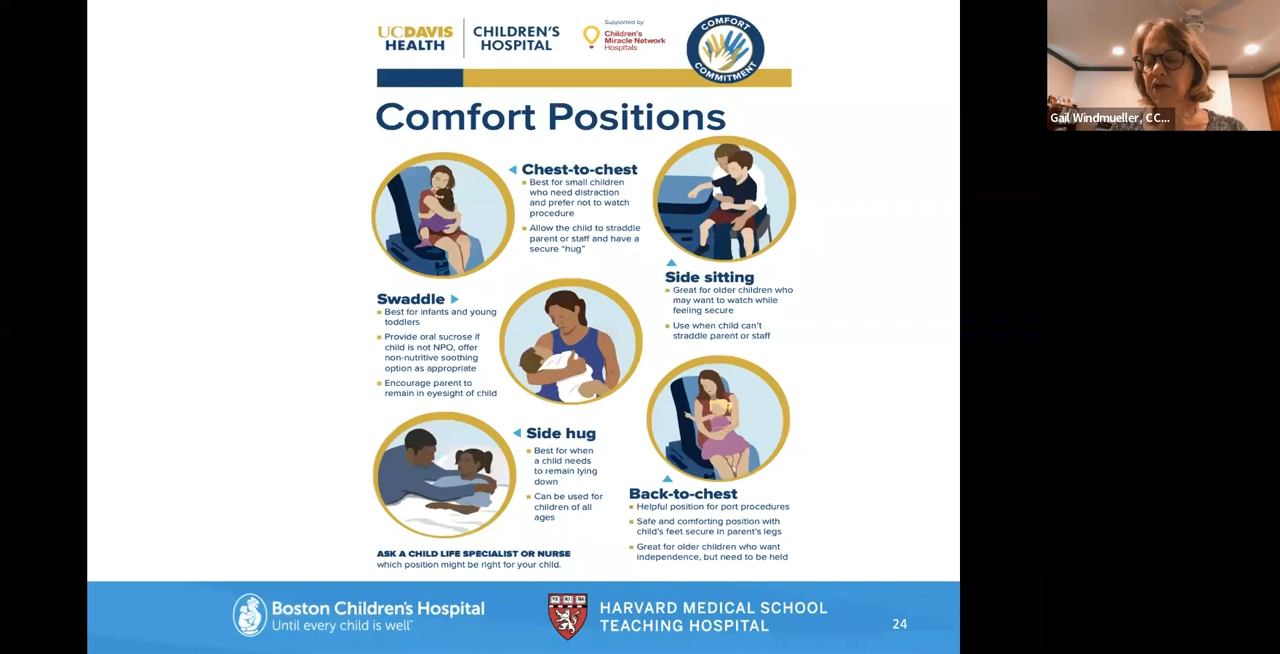 UCDAVIS
HEALTH
CHILDREN'S
HOSPITAL
Supported by
Children's
Miracle Network
Hospitals
COMFORT
COMMITMENT
Comfort Positions
Chest-to-chest
Best for small children
who need distraction
and prefer not to watch
procedure
Allow the child to straddle
parent or staff and have a
secure "hug"
Side sitting
Great for older children who
may want to watch while
feeling secure
Use when child can't
straddle parent or staff
Swaddle
Best for infants and young
toddlers
Provide oral sucrose if
child is not NPO, offer
non-nutritive soothing
option as appropriate
Encourage parent to
remain in eyesight of child
Side hug
Best for when
a child needs
to remain lying
down
Can be used for
children of all
ages
Back-to-chest
Helpful position for port procedures
Safe and comforting position with
child's feet secure in parent's legs
Great for older children who want
independence, but need to be held
ASK A CHILD LIFE SPECIALIST OR NURSE
which position might be right for your child.
Boston Children's Hospital
Until every child is well™
VE RI TAS
HARVARD MEDICAL SCHOOL
TEACHING HOSPITAL
24
Gail Windmueller, CC...